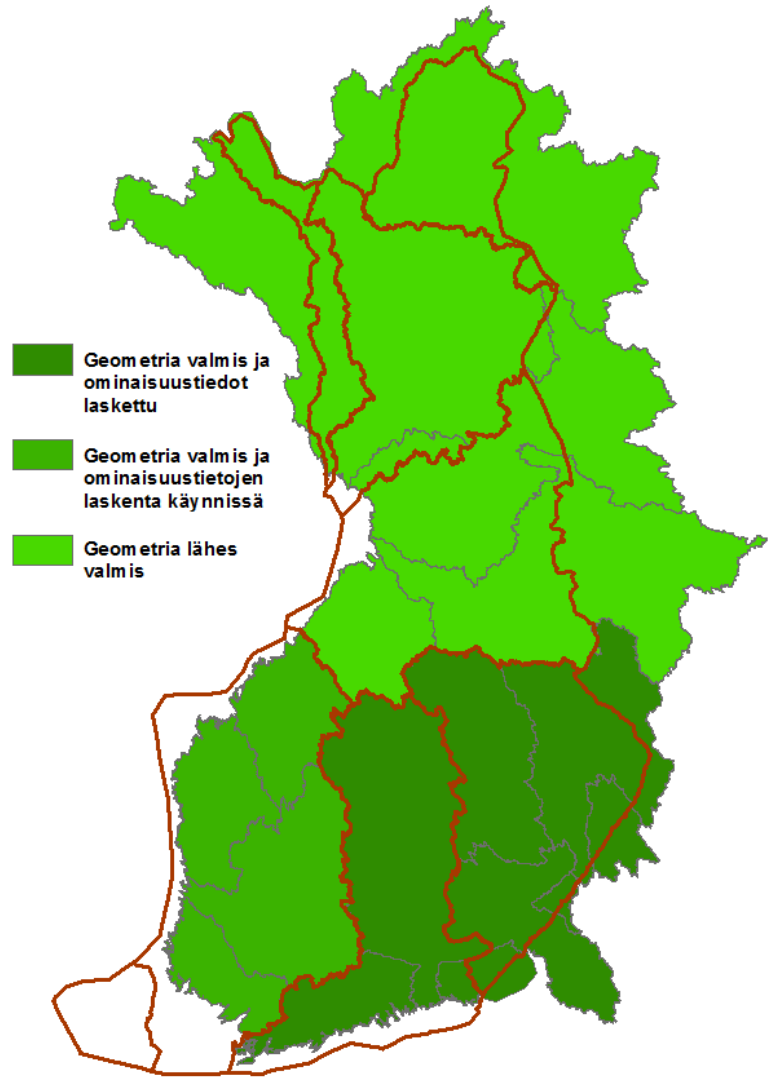 Geometria valmis ja
ominaisuustiedot
laskettu
Geometria valmis ja
ominaisuustietojen
laskenta käynnissä
Geometria lähes
valmis